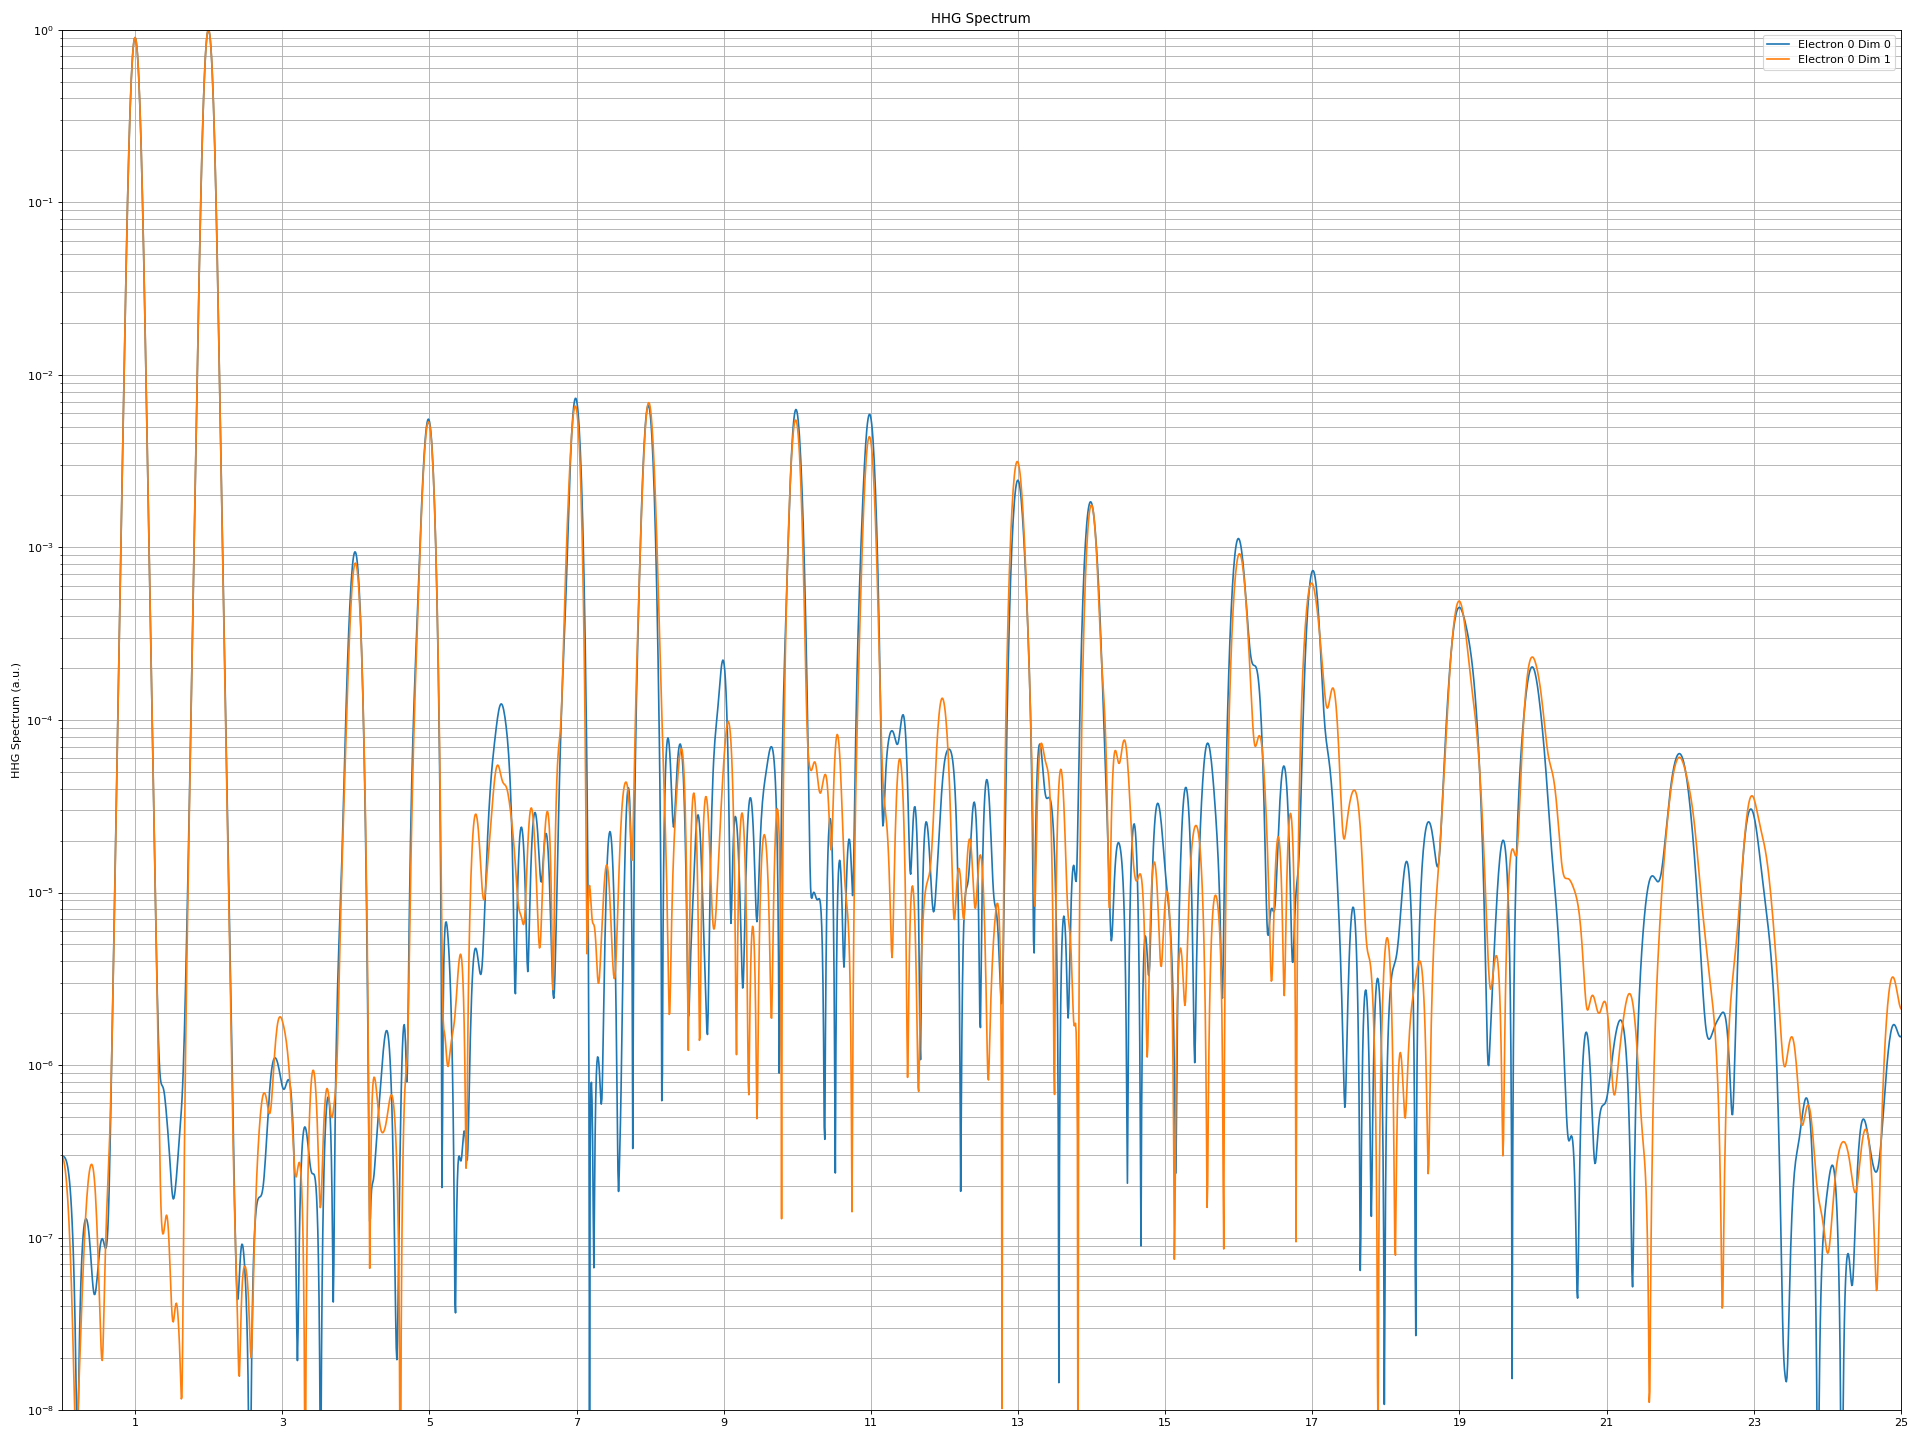 HHG Spectrum
Electron 0 Dim 0
Electron 0 Dim 1
HHG Spectrum (a.u.)
10⁰
10⁻¹
10⁻²
10⁻³
10⁻⁴
10⁻⁵
10⁻⁶
10⁻⁷
10⁻⁸
1 3 5 7 9 11 13 15 17 19 21 23 25